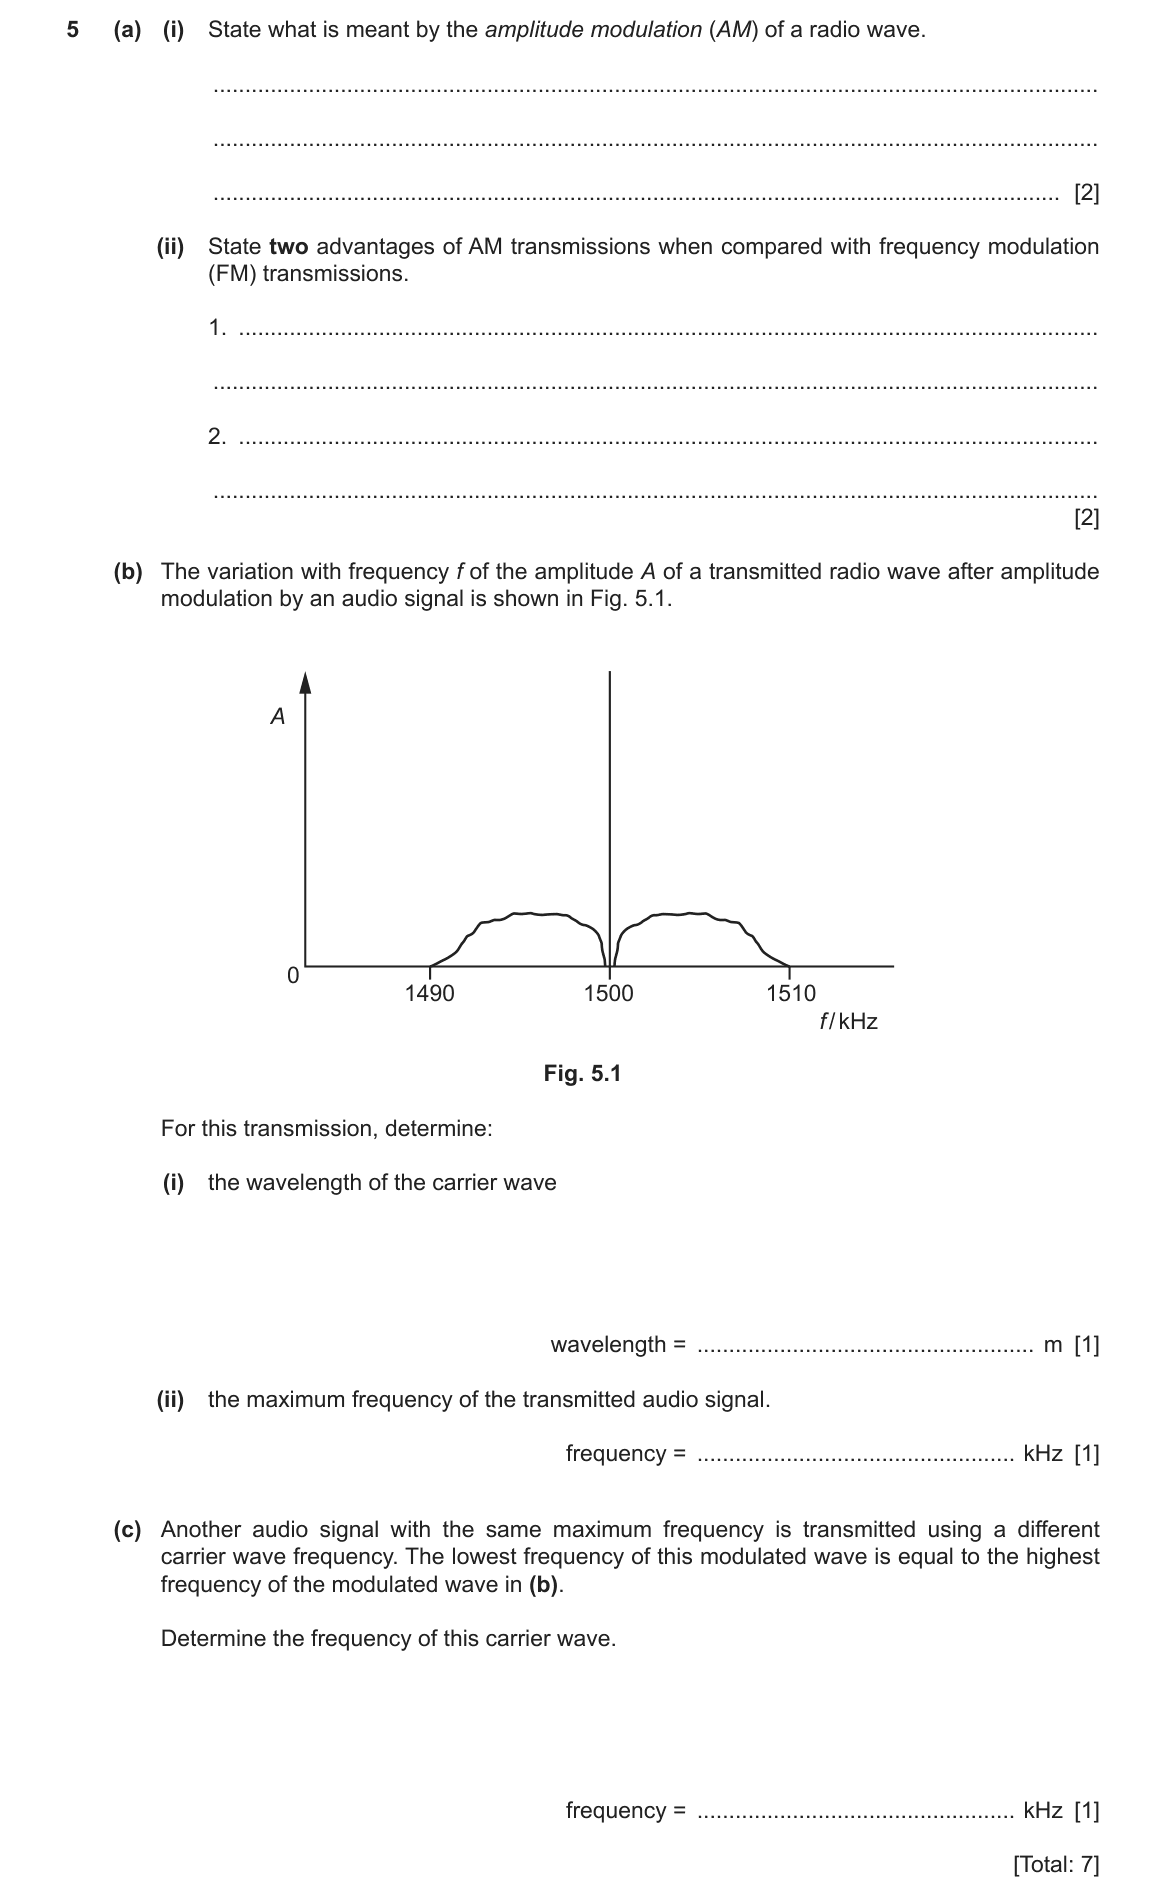 5 (a) (i) State what is meant by the amplitude modulation (AM) of a radio wave.
..........................................................................................................................................
..........................................................................................................................................
.................................................................................................................................... [2]
(ii) State two advantages of AM transmissions when compared with frequency modulation
(FM) transmissions.
1. ......................................................................................................................................
..........................................................................................................................................
2. ......................................................................................................................................
..........................................................................................................................................
[2]
(b) The variation with frequency f of the amplitude A of a transmitted radio wave after amplitude
modulation by an audio signal is shown in Fig. 5.1.
A
0
1490 1500 1510
f/kHz
Fig. 5.1
For this transmission, determine:
(i) the wavelength of the carrier wave
wavelength = ..................................................... m [1]
(ii) the maximum frequency of the transmitted audio signal.
frequency = .................................................. kHz [1]
(c) Another audio signal with the same maximum frequency is transmitted using a different
carrier wave frequency. The lowest frequency of this modulated wave is equal to the highest
frequency of the modulated wave in (b).
Determine the frequency of this carrier wave.
frequency = .................................................. kHz [1]
[Total: 7]